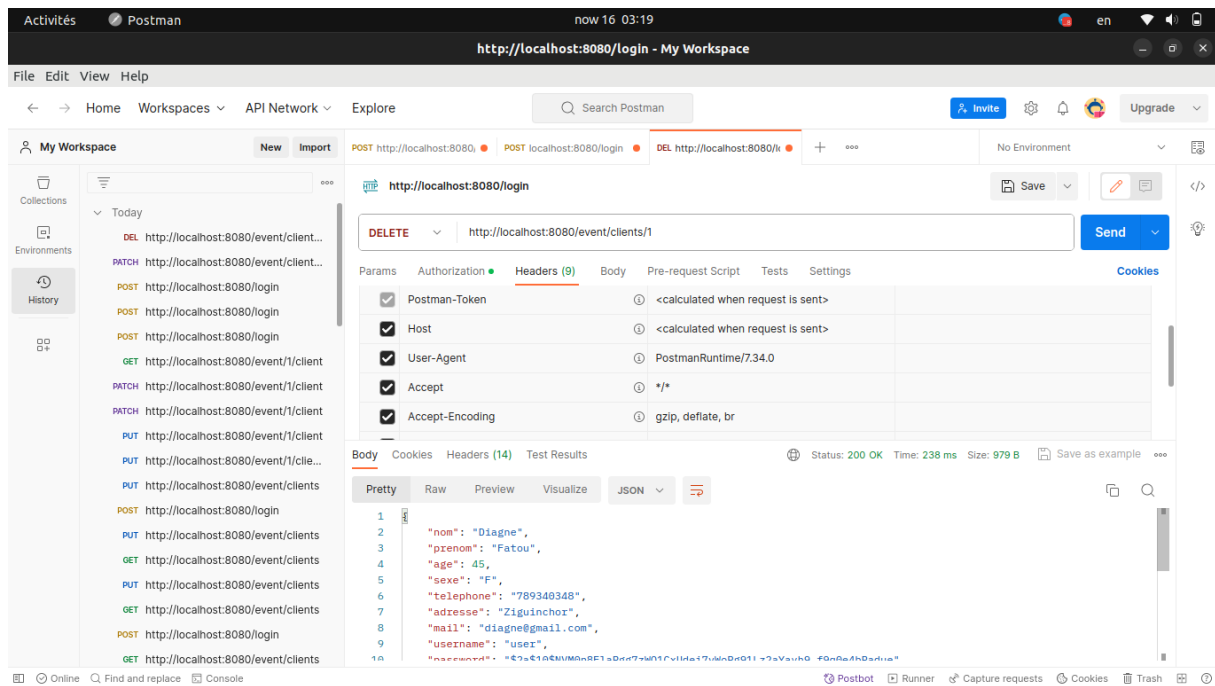 Activités Postman now 16 03:19 en
http://localhost:8080/login - My Workspace
File Edit View Help
Home Workspaces API Network Explore Search Postman Invite Upgrade
My Workspace New Import POST http://localhost:8080/ POST localhost:8080/login DEL http://localhost:8080/lo No Environment
Collections
Environments
History
Today
DEL http://localhost:8080/event/client...
PATCH http://localhost:8080/event/client...
POST http://localhost:8080/login
POST http://localhost:8080/login
POST http://localhost:8080/login
GET http://localhost:8080/event/1/client
PATCH http://localhost:8080/event/1/client
PATCH http://localhost:8080/event/1/client
PUT http://localhost:8080/event/1/client
PUT http://localhost:8080/event/1/clie...
PUT http://localhost:8080/event/clients
POST http://localhost:8080/login
PUT http://localhost:8080/event/clients
GET http://localhost:8080/event/clients
PUT http://localhost:8080/event/clients
GET http://localhost:8080/event/clients
POST http://localhost:8080/login
GET http://localhost:8080/event/clients
HTTP http://localhost:8080/login Save
DELETE http://localhost:8080/event/clients/1 Send
Params Authorization Headers (9) Body Pre-request Script Tests Settings Cookies
Postman-Token <calculated when request is sent>
Host <calculated when request is sent>
User-Agent PostmanRuntime/7.34.0
Accept */*
Accept-Encoding gzip, deflate, br
Body Cookies Headers (14) Test Results Status: 200 OK Time: 238 ms Size: 979 B Save as example
Pretty Raw Preview Visualize JSON
1 {
2 "nom": "Diagne",
3 "prenom": "Fatou",
4 "age": 45,
5 "sexe": "F",
6 "telephone": "789340348",
7 "adresse": "Ziguinchor",
8 "mail": "diagne@gmail.com",
9 "username": "user",
10 "password":
Online Find and replace Console Postbot Runner Capture requests Cookies Trash